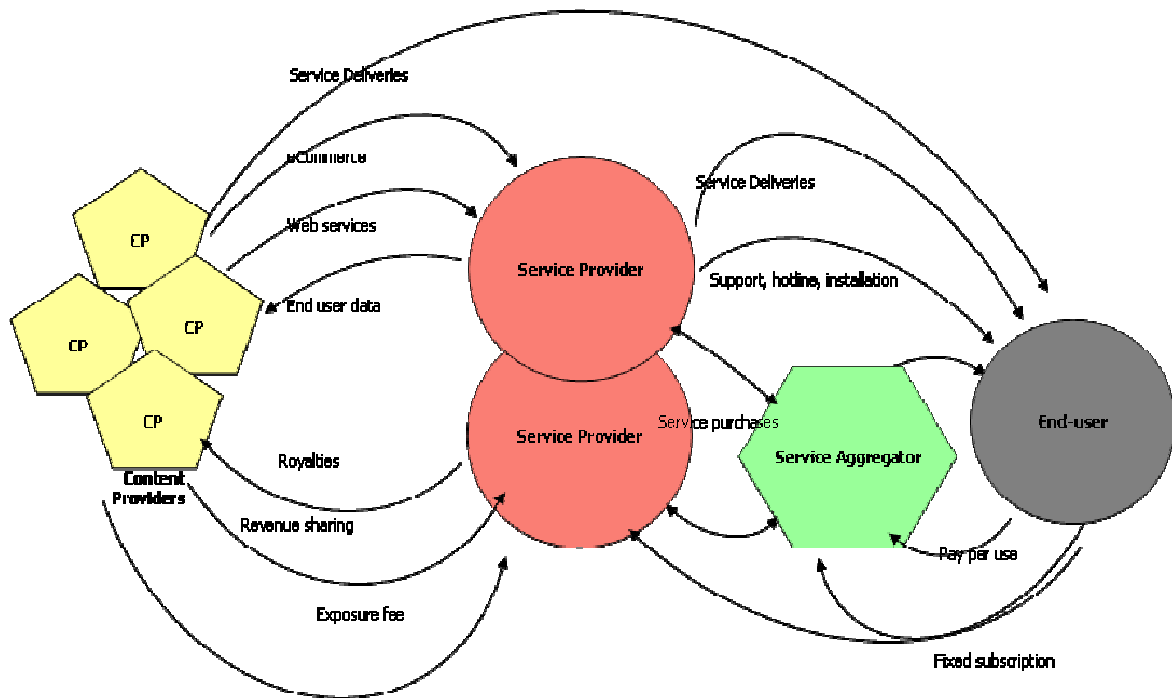 Service Deliveries
eCommerce
Service Deliveries
Web services
CP
Service Provider
Support, hotline, installation
End user data
CP
CP
CP
Service purchases
End-user
Service Provider
Service Aggregator
Royalties
Content
Providers
Revenue sharing
Pay per use
Exposure fee
Fixed subscription